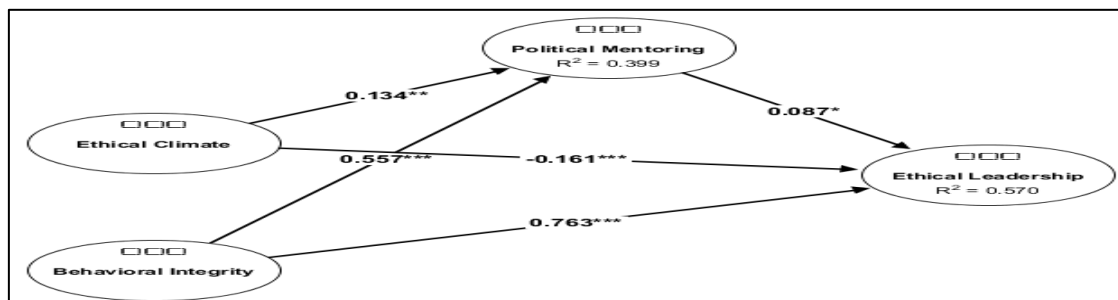 Political Mentoring
R² = 0.399
0.134**
0.087*
Ethical Climate
0.557***
-0.161***
Ethical Leadership
R² = 0.570
0.763***
Behavioral Integrity